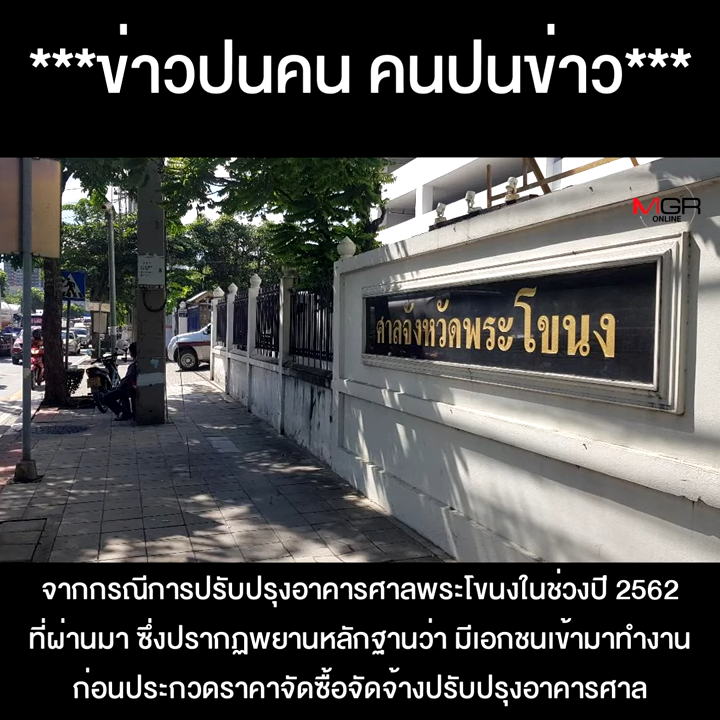 ***ข่าวปนคน คนปนข่าว***
MGR
ONLINE
ศาลจังหวัดพระโขนง
จากกรณีการปรับปรุงอาคารศาลพระโขนงในช่วงปี 2562
ที่ผ่านมา ซึ่งปรากฏพยานหลักฐานว่า มีเอกชนเข้ามาทำงาน
ก่อนประกวดราคาจัดซื้อจัดจ้างปรับปรุงอาคารศาล